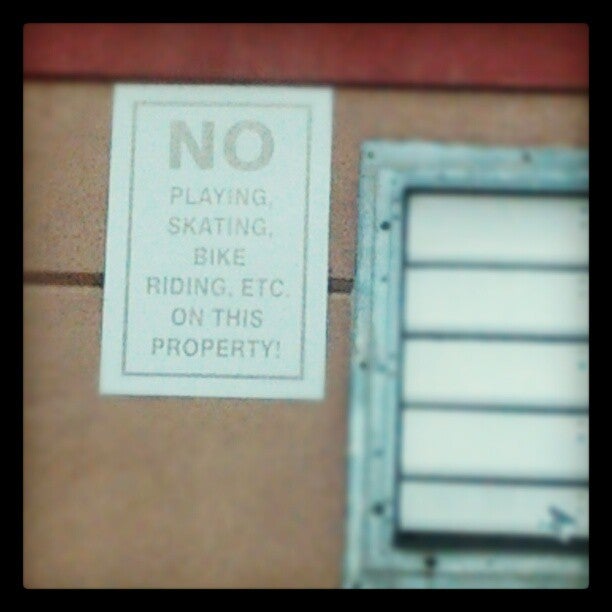 NO
PLAYING,
SKATING,
BIKE
RIDING, ETC.
ON THIS
PROPERTY!